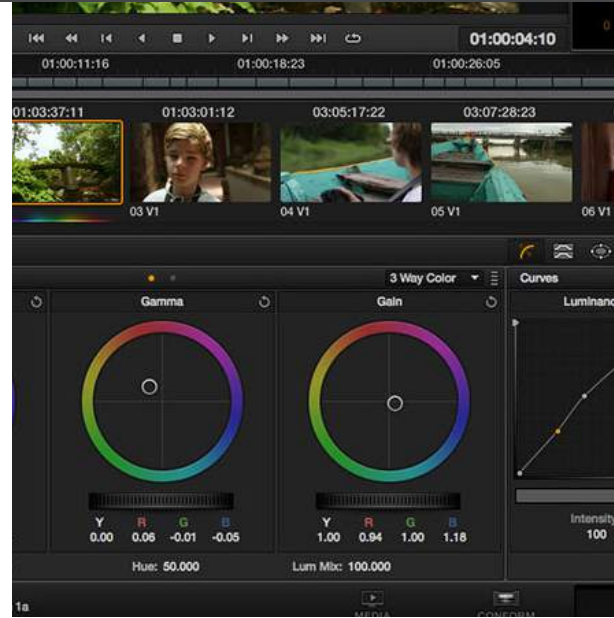 01:00:04:10
01:00:11:16 01:00:18:23 01:00:26:05
01:03:37:11 01:03:01:12 03:05:17:22 03:07:28:23
03 V1 04 V1 05 V1 06 V1
3 Way Color Curves
Gamma Gain Luminanc
Y R G B Y R G B
0.00 0.06 -0.01 -0.05 1.00 0.94 1.00 1.18
Intensity
100
Hue: 50.000 Lum Mix: 100.000
1a
MEDIA CONFORM